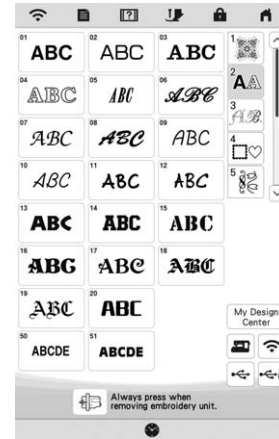 01 02 03 1
ABC ABC ABC
2
AA
04 05 06
ABC ABC ABC
3
AB
07 08 09
ABC ABC ABC
4
10 11 12
ABC ABC ABC
5
13 14 15
ABC ABC ABC
16 17 18
ABC ABC ABC
19 20
ABC ABC
My Design
Center
50 51
ABCDE ABCDE
Always press when
removing embroidery unit.